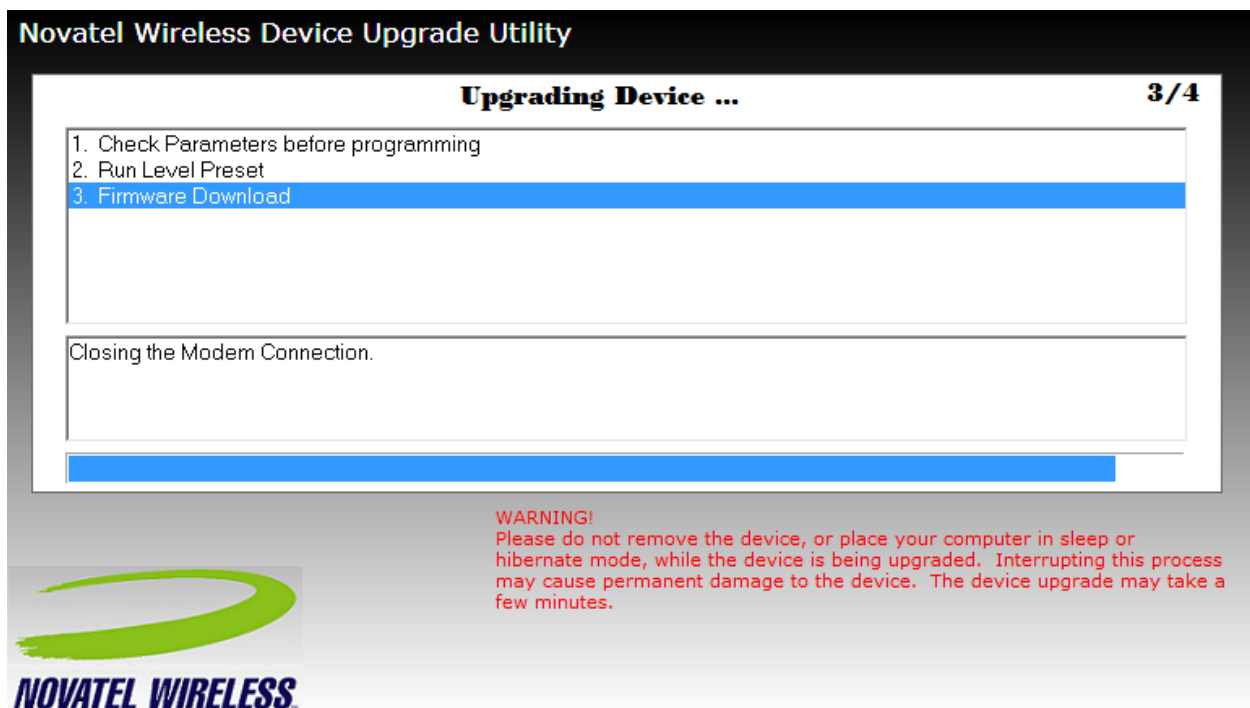 Novatel Wireless Device Upgrade Utility
Upgrading Device ...
3/4
1. Check Parameters before programming
2. Run Level Preset
3. Firmware Download
Closing the Modem Connection.
WARNING!
Please do not remove the device, or place your computer in sleep or
hibernate mode, while the device is being upgraded. Interrupting this process
may cause permanent damage to the device. The device upgrade may take a
few minutes.
NOVATEL WIRELESS.